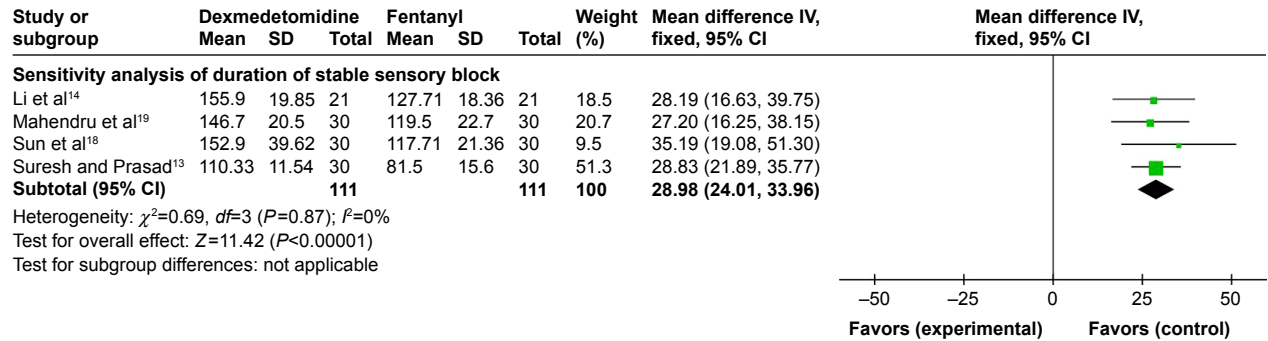 Study or Dexmedetomidine Fentanyl Weight Mean difference IV, Mean difference IV,
subgroup Mean SD Total Mean SD Total (%) fixed, 95% CI fixed, 95% CI
Sensitivity analysis of duration of stable sensory block
Li et al¹⁴ 155.9 19.85 21 127.71 18.36 21 18.5 28.19 (16.63, 39.75)
Mahendru et al¹⁹ 146.7 20.5 30 119.5 22.7 30 20.7 27.20 (16.25, 38.15)
Sun et al¹⁸ 152.9 39.62 30 117.71 21.36 30 9.5 35.19 (19.08, 51.30)
Suresh and Prasad¹³ 110.33 11.54 30 81.5 15.6 30 51.3 28.83 (21.89, 35.77)
Subtotal (95% CI) 111 111 100 28.98 (24.01, 33.96)
Heterogeneity: χ²=0.69, df=3 (P=0.87); I²=0%
Test for overall effect: Z=11.42 (P<0.00001)
Test for subgroup differences: not applicable
–50 –25 0 25 50
Favors (experimental) Favors (control)